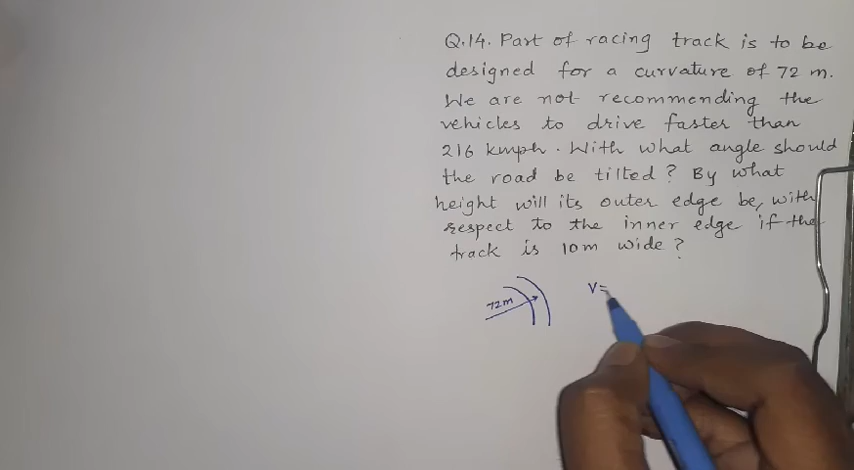 Q.14. Part of racing track is to be
designed for a curvature of 72 m.
We are not recommending the
vehicles to drive faster than
216 kmph. With what angle should
the road be tilted? By what
height will its outer edge be, with
respect to the inner edge if the
track is 10m wide?
72m
V=